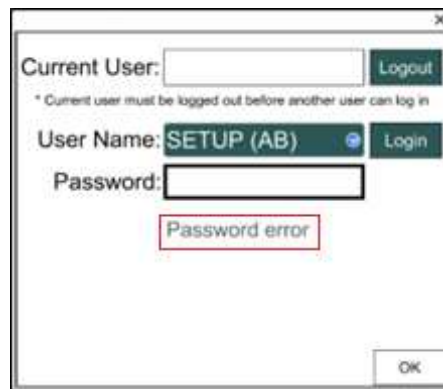 ×
Current User: Logout
* Current user must be logged out before another user can log in
User Name: SETUP (AB) Login
Password:
Password error
OK